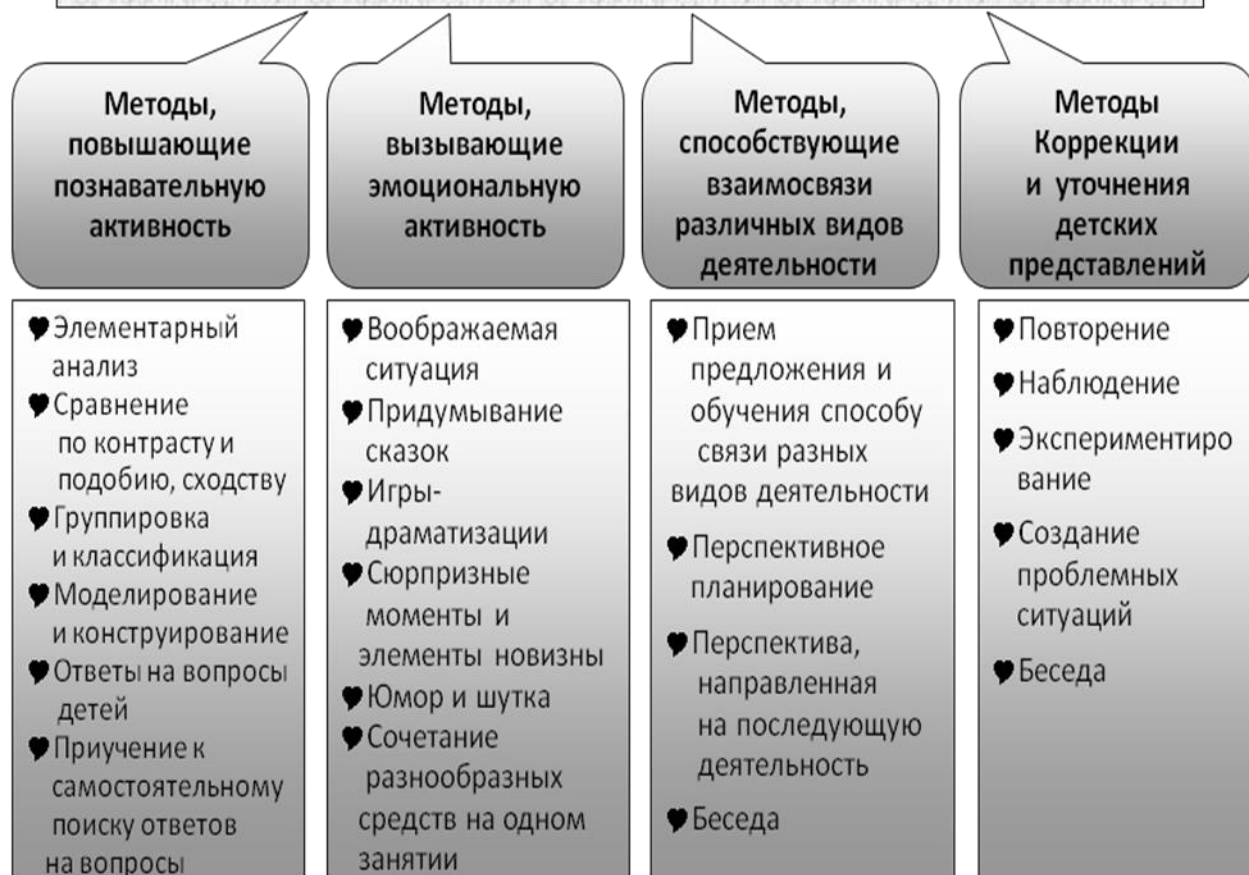 Методы,
повышающие
познавательную
активность
Методы,
вызывающие
эмоциональную
активность
Методы,
способствующие
взаимосвязи
различных видов
деятельности
Методы
Коррекции
и уточнения
детских
представлений
Элементарный
анализ
Сравнение
по контрасту и
подобию, сходству
Группировка
и классификация
Моделирование
и конструирование
Ответы на вопросы
детей
Приучение к
самостоятельному
поиску ответов
на вопросы
Воображаемая
ситуация
Придумывание
сказок
Игры-
драматизации
Сюрпризные
моменты и
элементы новизны
Юмор и шутка
Сочетание
разнообразных
средств на одном
занятии
Прием
предложения и
обучения способу
связи разных
видов деятельности
Перспективное
планирование
Перспектива,
направленная
на последующую
деятельность
Беседа
Повторение
Наблюдение
Экспериментиро
вание
Создание
проблемных
ситуаций
Беседа